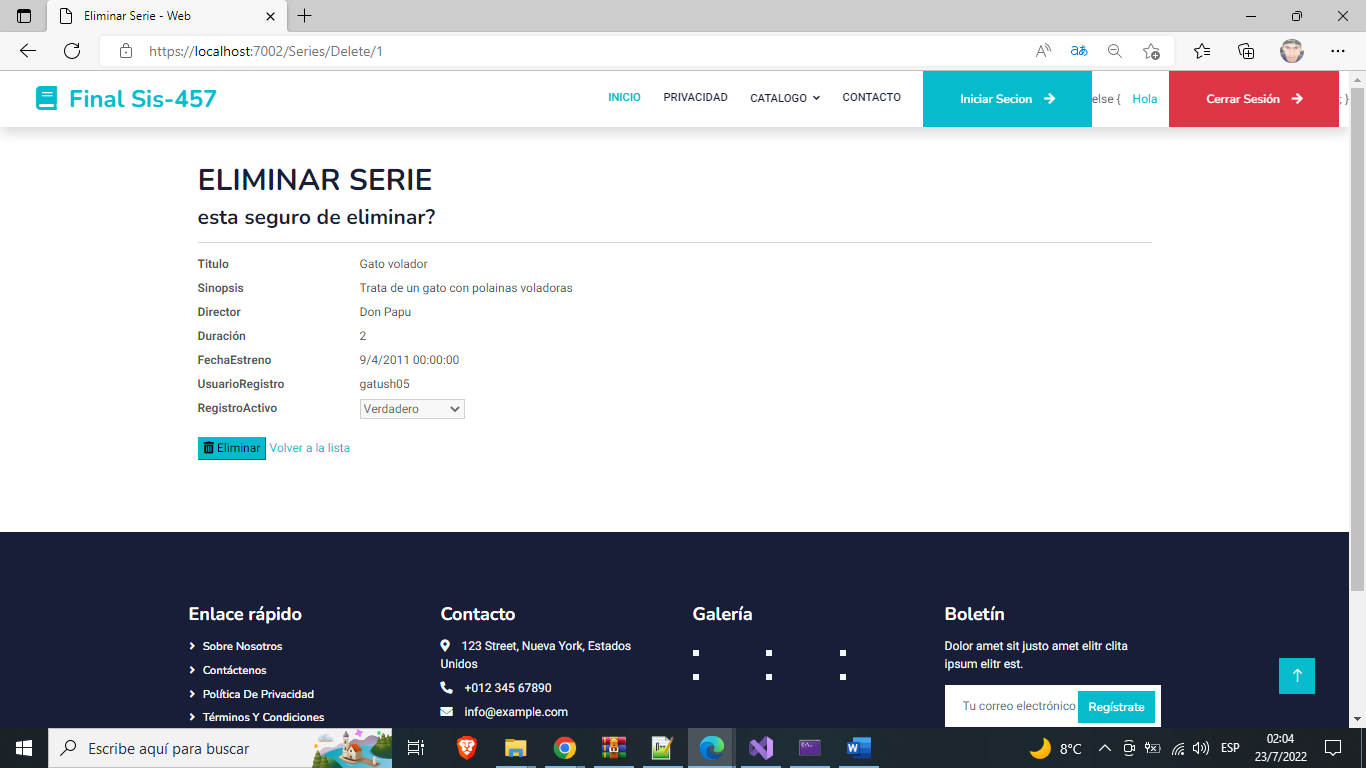 Eliminar Serie - Web
https://localhost:7002/Series/Delete/1
Final Sis-457
INICIO PRIVACIDAD CATALOGO CONTACTO Iniciar Secion else { Hola Cerrar Sesión ; }
ELIMINAR SERIE
esta seguro de eliminar?
Título Gato volador
Sinopsis Trata de un gato con polainas voladoras
Director Don Papu
Duración 2
FechaEstreno 9/4/2011 00:00:00
UsuarioRegistro gatush05
RegistroActivo Verdadero
Eliminar Volver a la lista
Enlace rápido
Sobre Nosotros
Contáctenos
Política De Privacidad
Términos Y Condiciones
Contacto
123 Street, Nueva York, Estados
Unidos
+012 345 67890
info@example.com
Galería
Boletín
Dolor amet sit justo amet elitr clita
ipsum elitr est.
Tu correo electrónico Regístrate
Escribe aquí para buscar
8°C ESP
02:04
23/7/2022